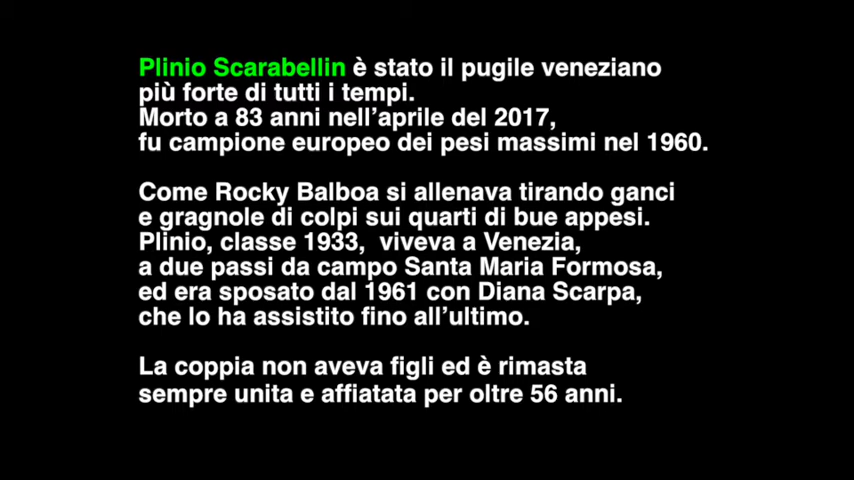 Plinio Scarabellin è stato il pugile veneziano
più forte di tutti i tempi.
Morto a 83 anni nell’aprile del 2017,
fu campione europeo dei pesi massimi nel 1960.
Come Rocky Balboa si allenava tirando ganci
e gragnole di colpi sui quarti di bue appesi.
Plinio, classe 1933,  viveva a Venezia,
a due passi da campo Santa Maria Formosa,
ed era sposato dal 1961 con Diana Scarpa,
che lo ha assistito fino all’ultimo.
La coppia non aveva figli ed è rimasta
sempre unita e affiatata per oltre 56 anni.